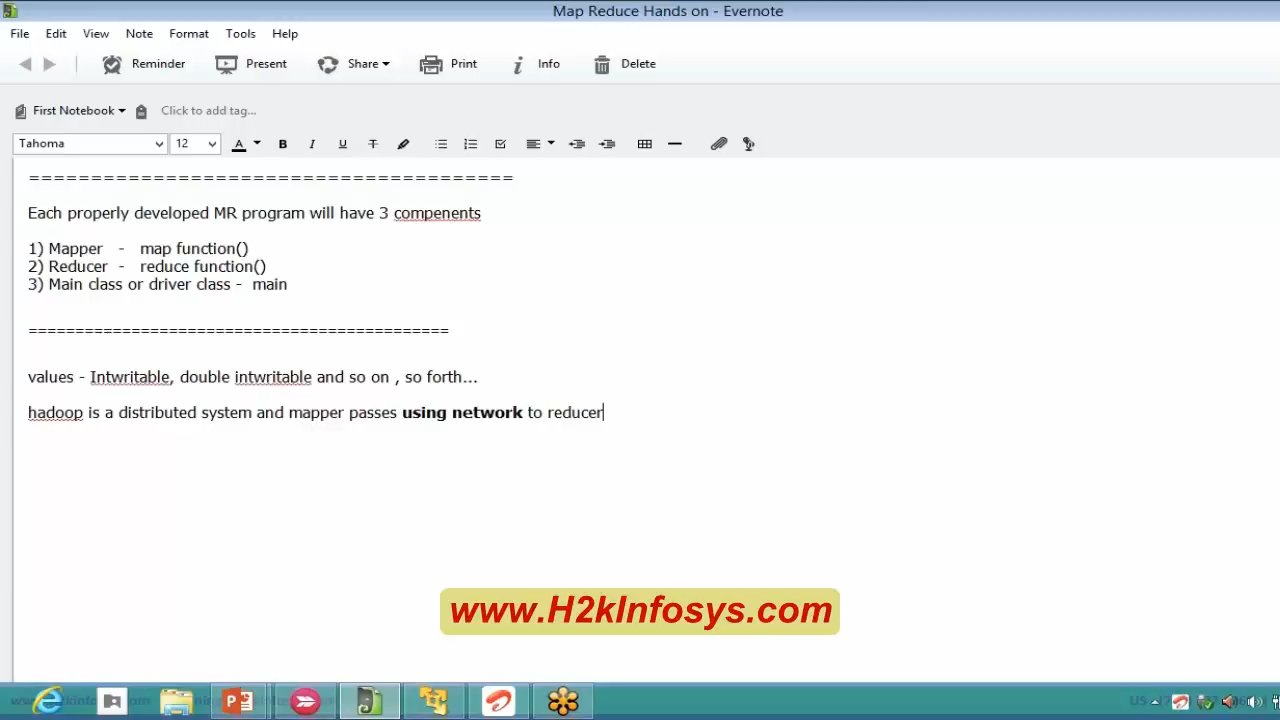 Map Reduce Hands on - Evernote
File Edit View Note Format Tools Help
Reminder Present Share Print Info Delete
First Notebook Click to add tag...
Tahoma 12 A B I U T
=======================================
Each properly developed MR program will have 3 compenents
1) Mapper - map function()
2) Reducer - reduce function()
3) Main class or driver class - main
============================================
values - Intwritable, double intwritable and so on , so forth...
hadoop is a distributed system and mapper passes using network to reducer
www.H2kInfosys.com
US